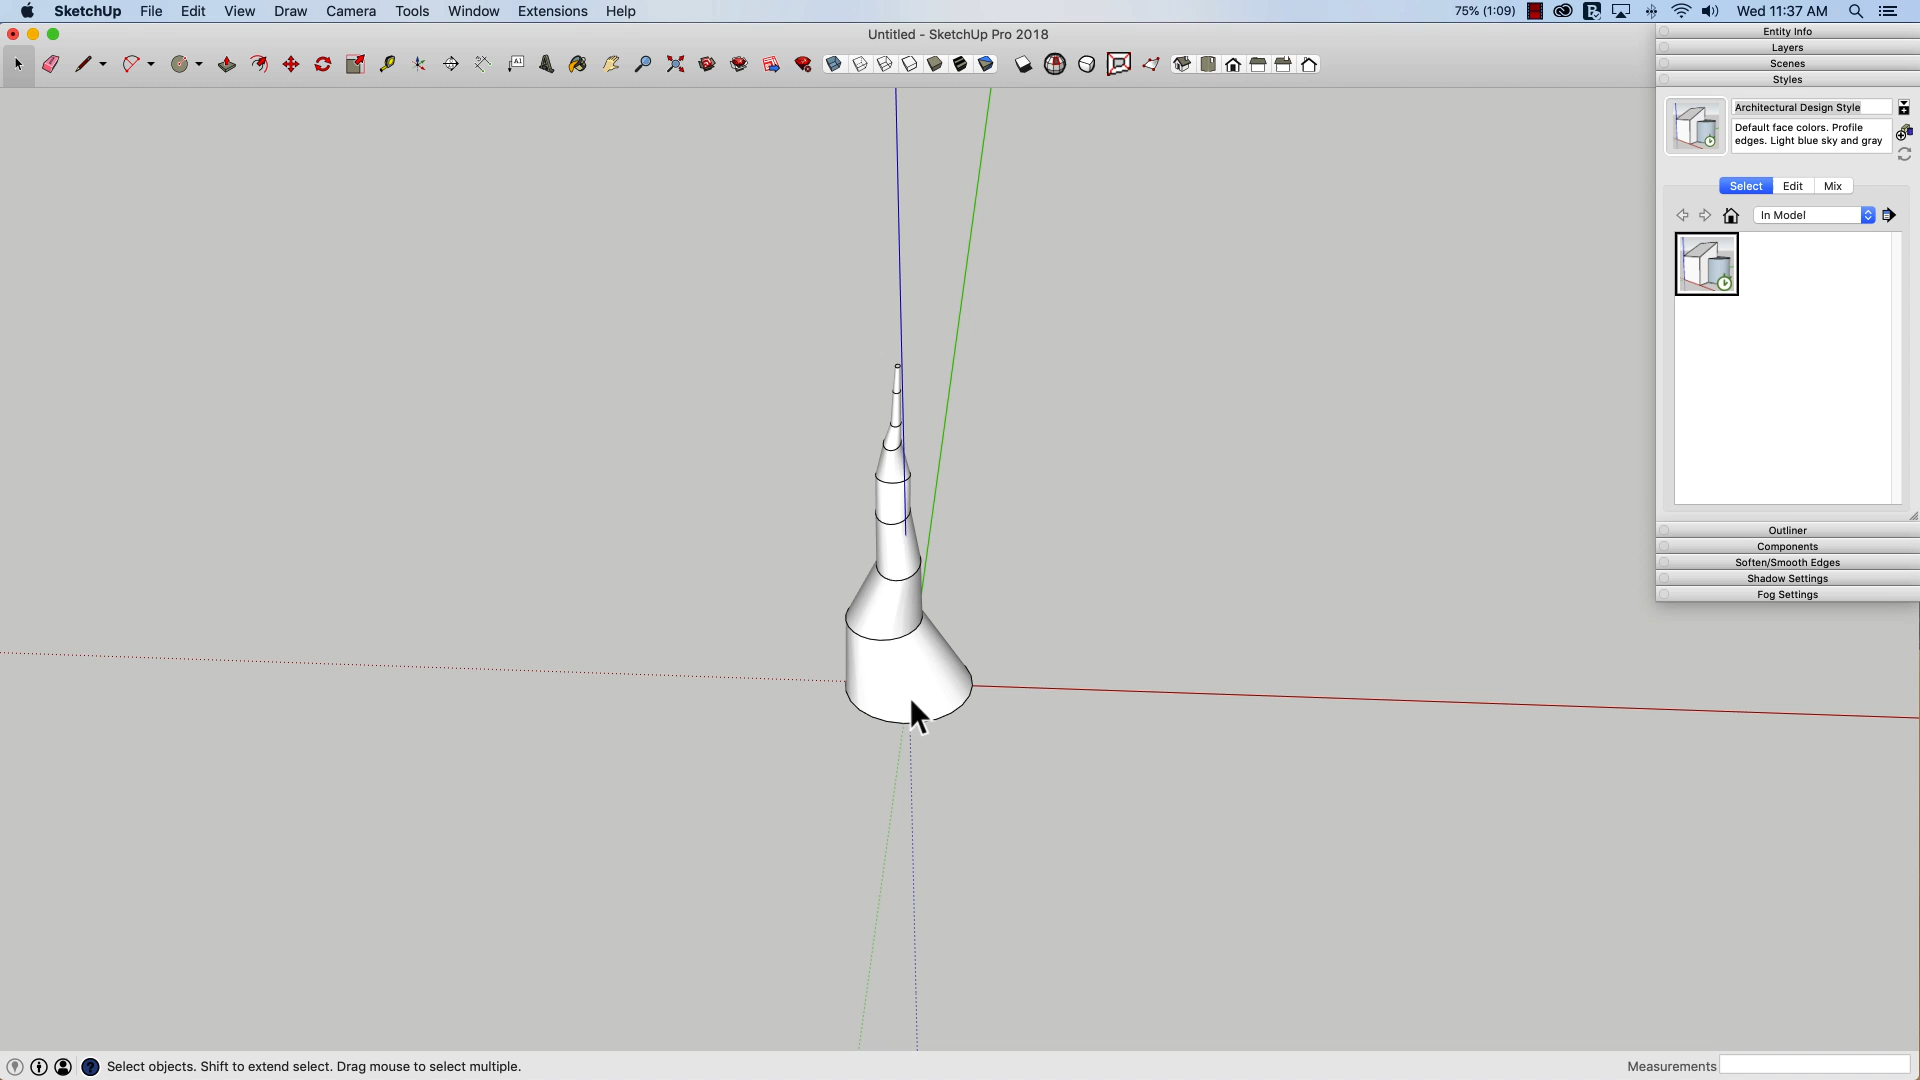 SketchUp File Edit View Draw Camera Tools Window Extensions Help 75% (1:09) Wed 11:37 AM
Untitled - SketchUp Pro 2018
Entity Info
Layers
Scenes
Styles
Architectural Design Style
Default face colors. Profile
edges. Light blue sky and gray
Select Edit Mix
In Model
Outliner
Components
Soften/Smooth Edges
Shadow Settings
Fog Settings
Select objects. Shift to extend select. Drag mouse to select multiple. Measurements